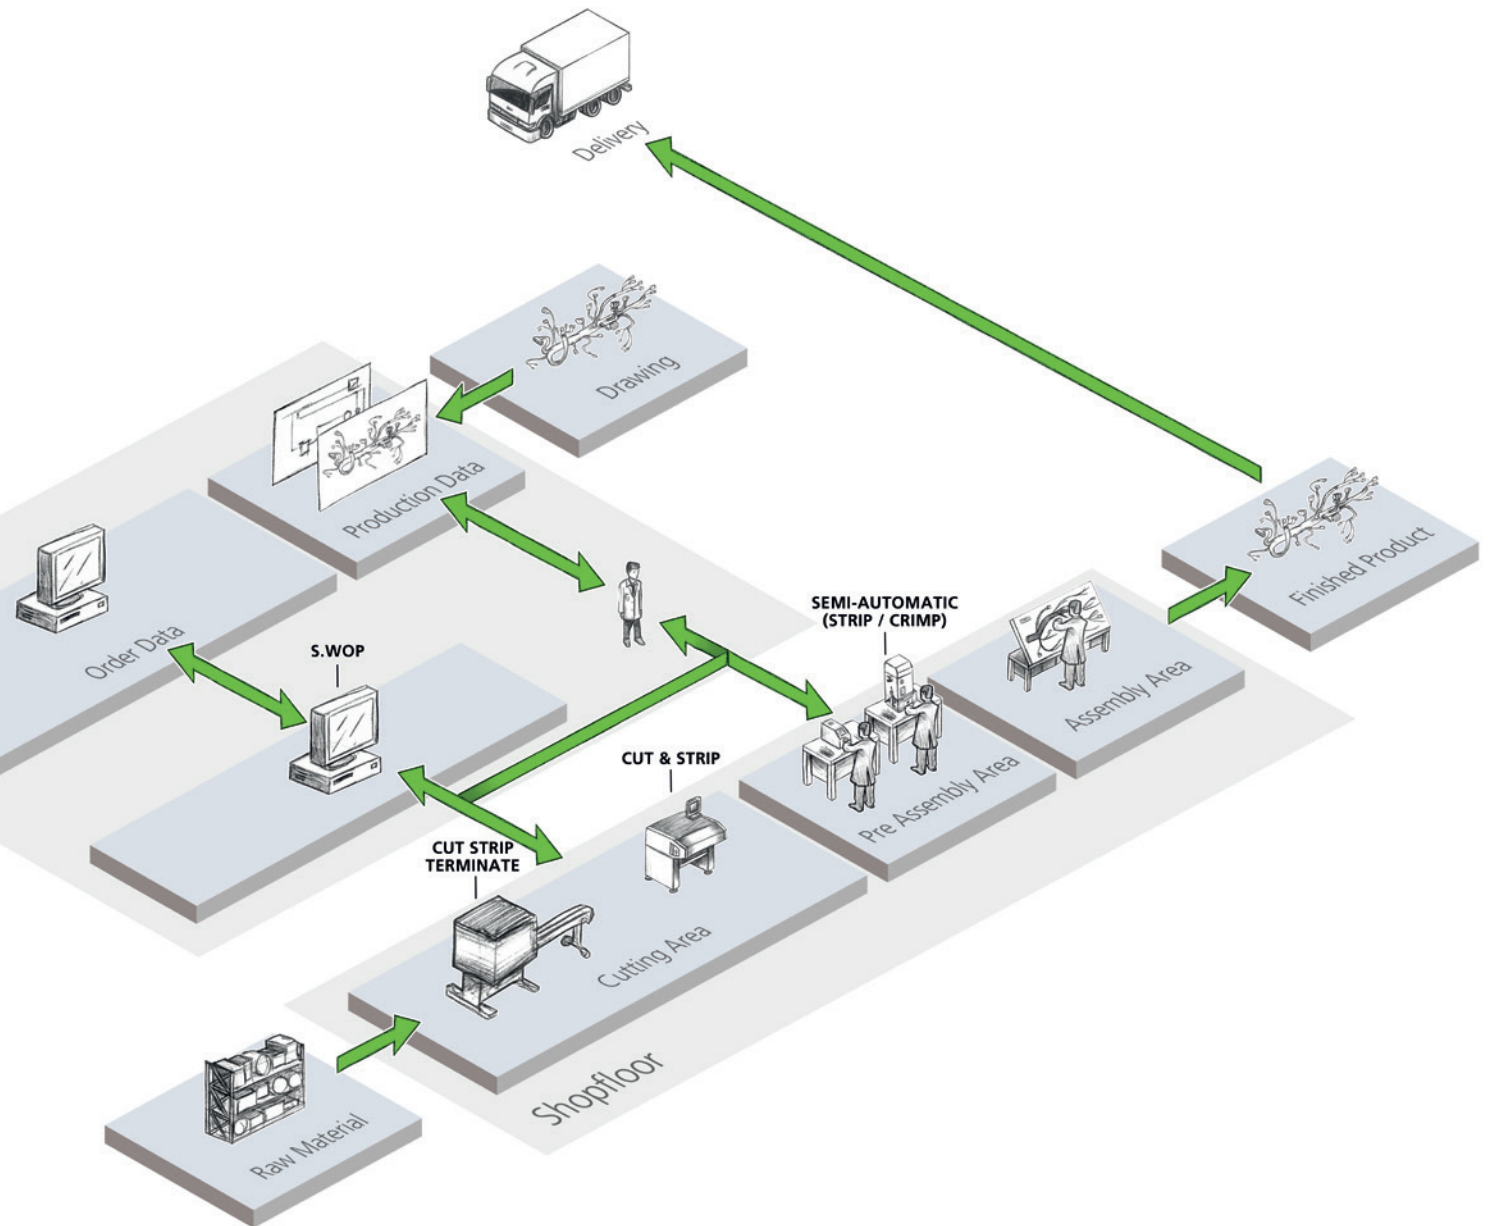 Delivery
Drawing
Production Data
Finished Product
Order Data
S.WOP
SEMI-AUTOMATIC
(STRIP / CRIMP)
Assembly Area
CUT & STRIP
Pre Assembly Area
CUT STRIP
TERMINATE
Cutting Area
Shopfloor
Raw Material